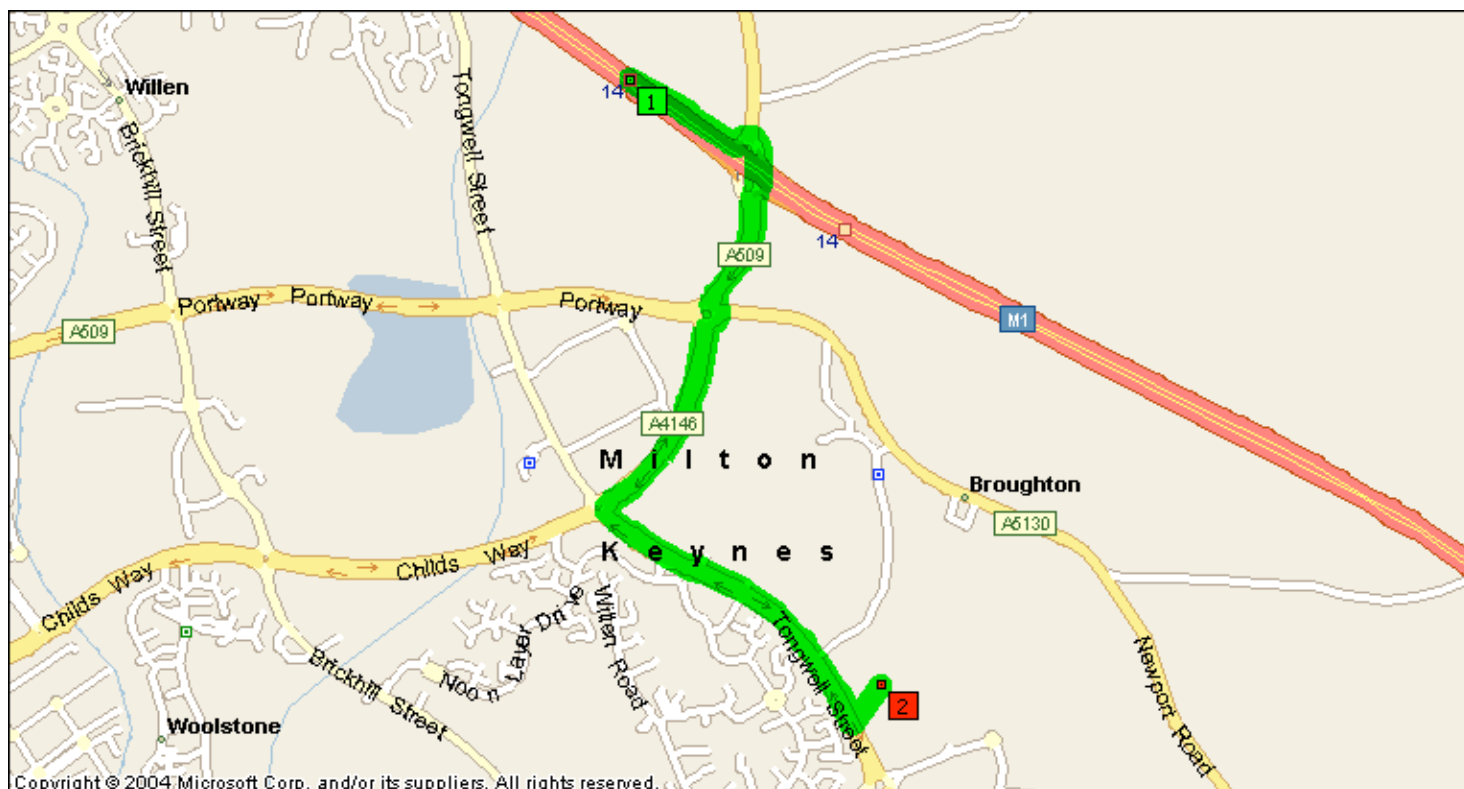 Willen
14
1
Tongwell Street
Brickhill Street
14
A509
Portway
Portway
Portway
M1
A509
A4146
Milton
Broughton
A5130
Keynes
Childs Way
Childs Way
Noon Layer Drive
Witten Road
Tongwell Street
Newport Road
Brickhill Street
2
Woolstone
Copyright © 2004 Microsoft Corp. and/or its suppliers. All rights reserved.